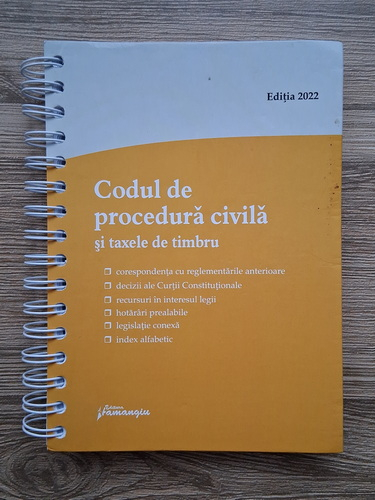 Ediția 2022
Codul de
procedură civilă
și taxele de timbru
❒ corespondența cu reglementările anterioare
❒ decizii ale Curții Constituționale
❒ recursuri în interesul legii
❒ hotărâri prealabile
❒ legislație conexă
❒ index alfabetic
Editura
Hamangiu